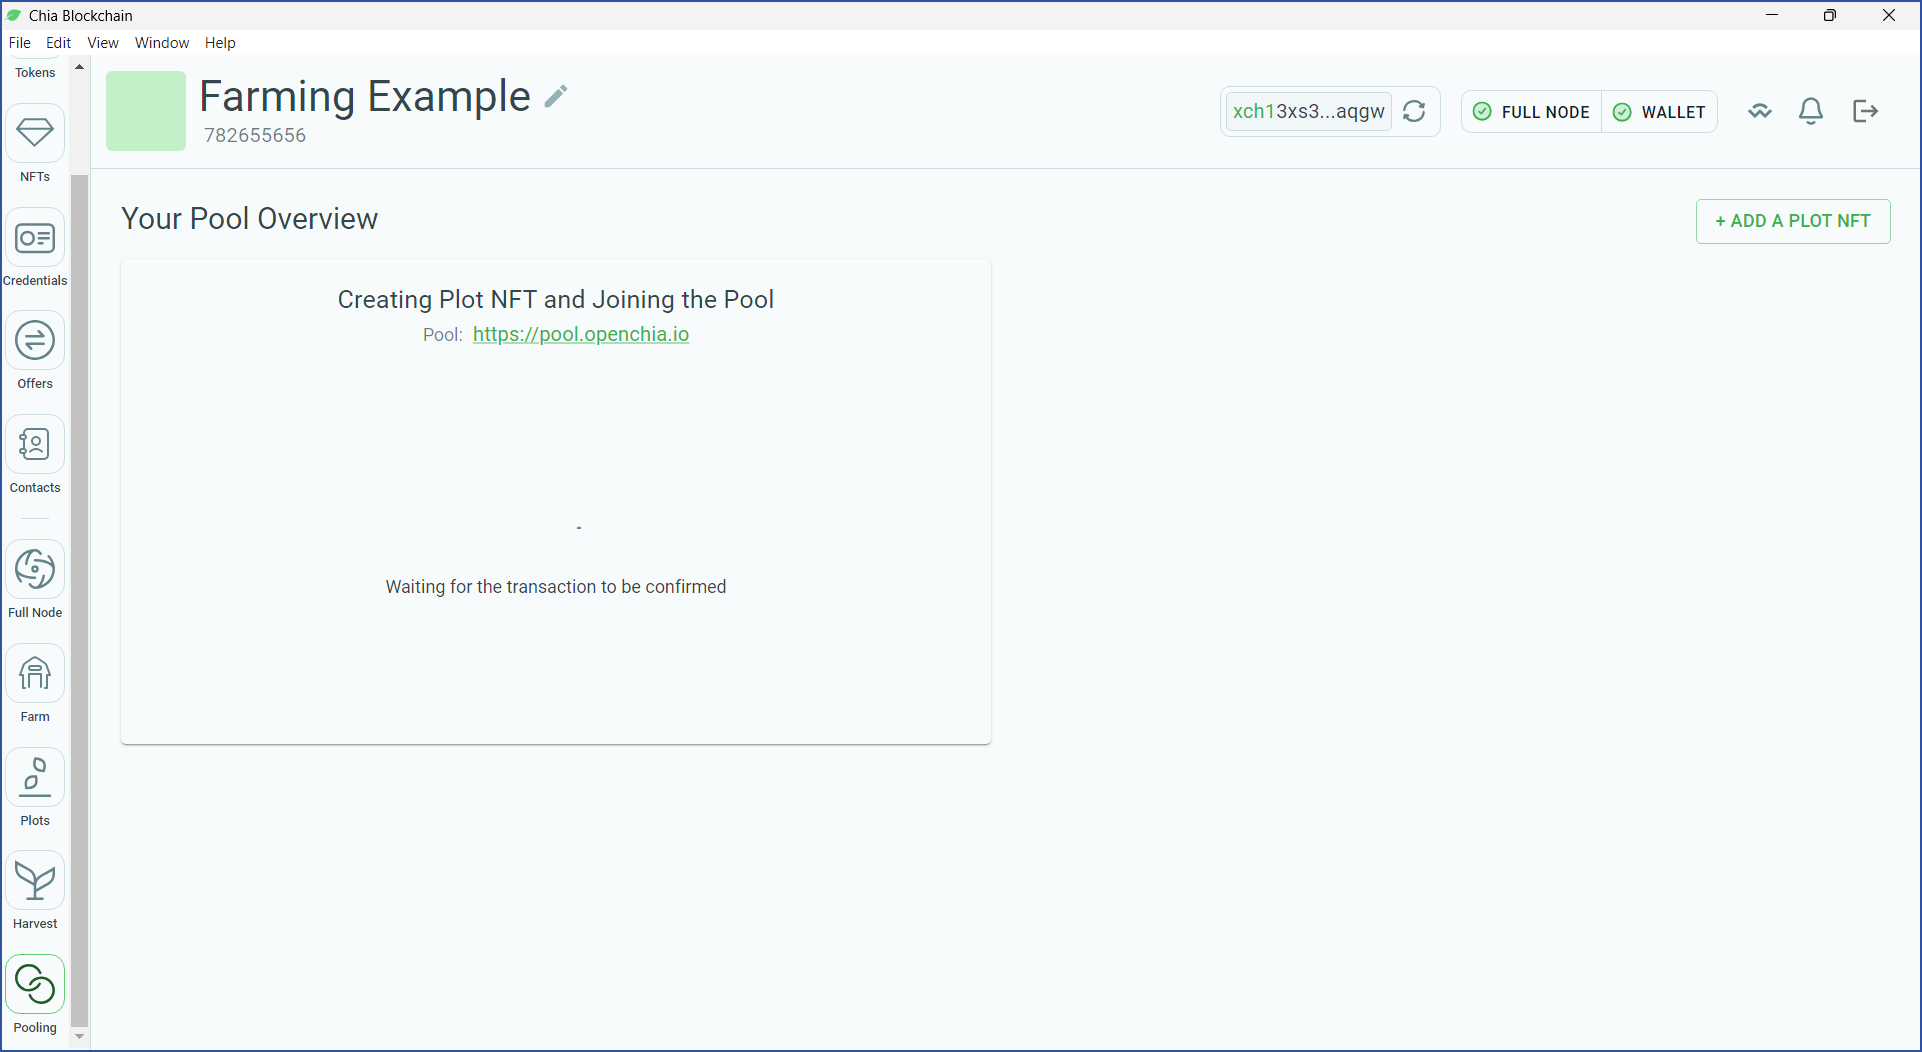 Chia Blockchain
File Edit View Window Help
Tokens
NFTs
Credentials
Offers
Contacts
Full Node
Farm
Plots
Harvest
Pooling
Farming Example
782655656
xch13xs3...aqgw
FULL NODE
WALLET
Your Pool Overview
+ ADD A PLOT NFT
Creating Plot NFT and Joining the Pool
Pool: https://pool.openchia.io
-
Waiting for the transaction to be confirmed